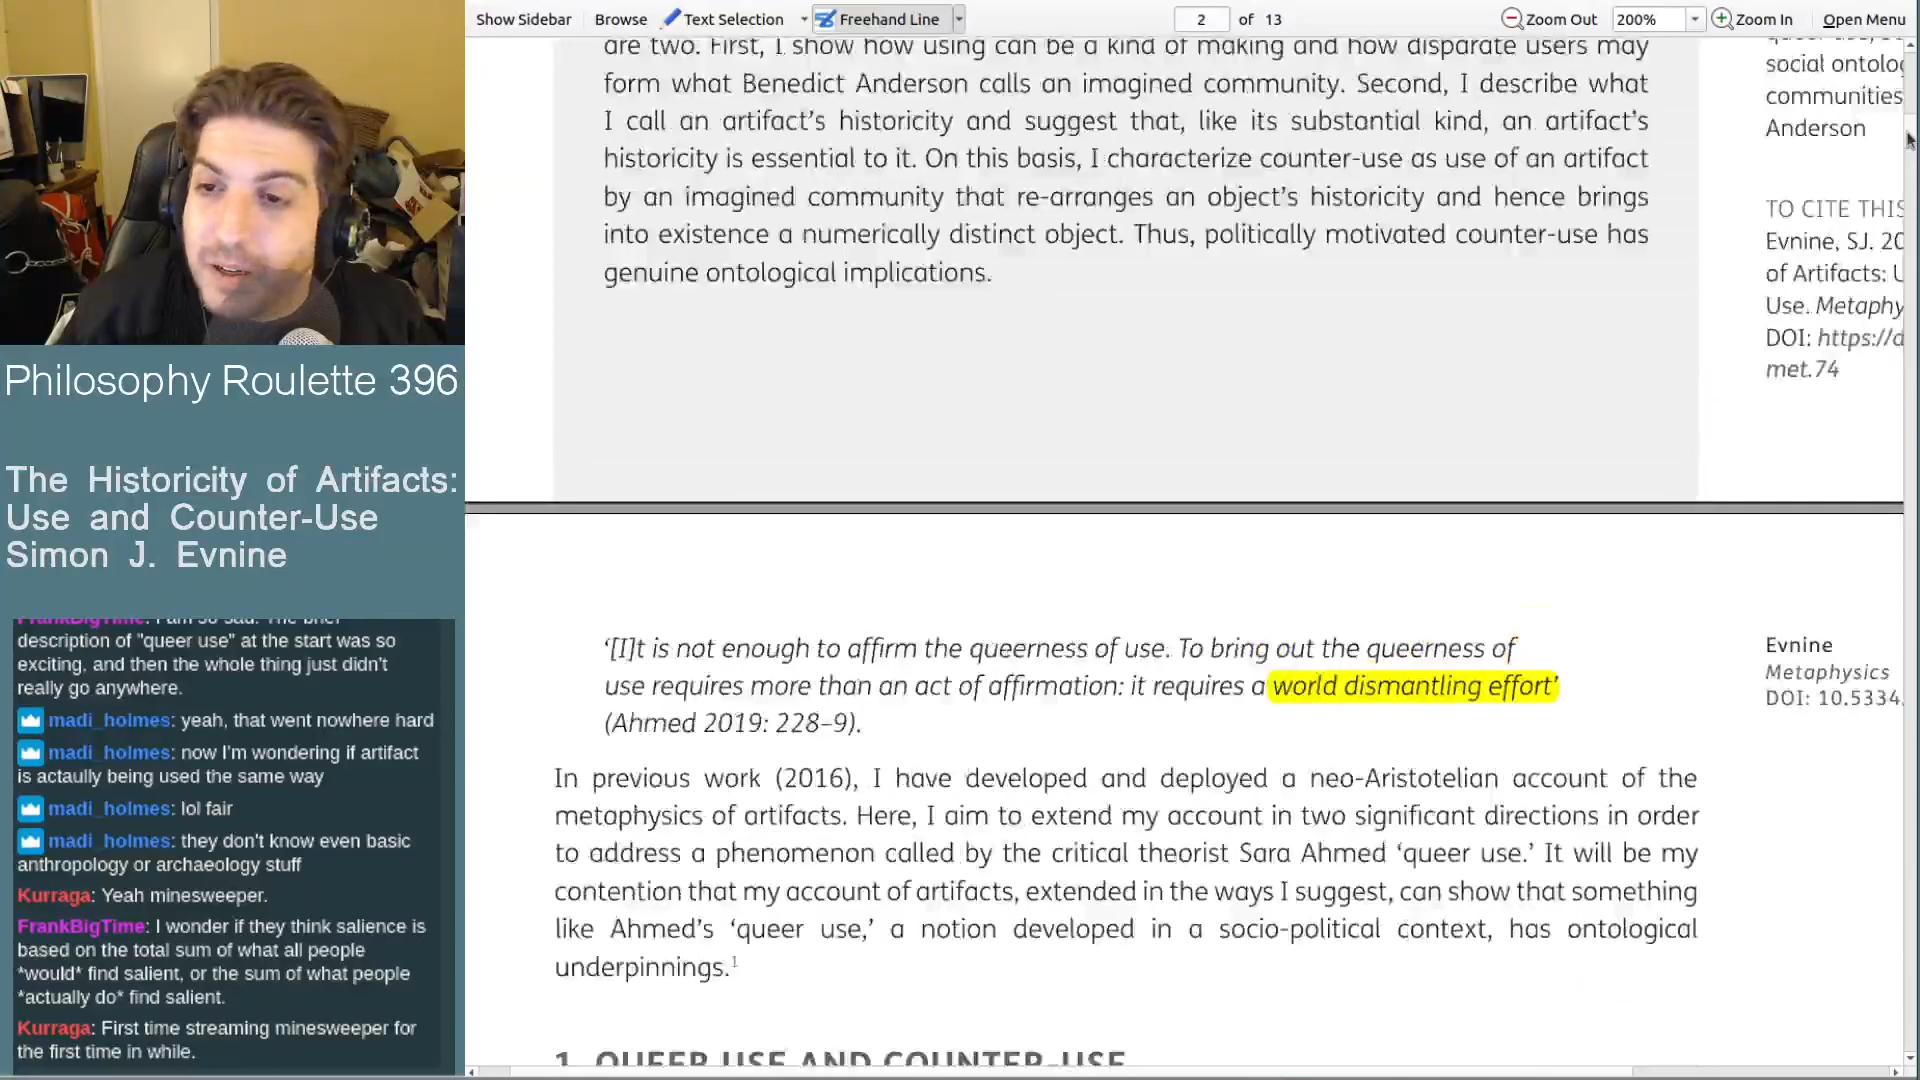 Show Sidebar Browse Text Selection Freehand Line 2 of 13 Zoom Out 200% Zoom In Open Menu
are two. First, I show how using can be a kind of making and how disparate users may
form what Benedict Anderson calls an imagined community. Second, I describe what
I call an artifact's historicity and suggest that, like its substantial kind, an artifact's
historicity is essential to it. On this basis, I characterize counter-use as use of an artifact
by an imagined community that re-arranges an object's historicity and hence brings
into existence a numerically distinct object. Thus, politically motivated counter-use has
genuine ontological implications.
social ontolog
communities
Anderson
TO CITE THIS
Evnine, SJ. 20
of Artifacts: U
Use. Metaphy
DOI: https://d
met.74
'[I]t is not enough to affirm the queerness of use. To bring out the queerness of
use requires more than an act of affirmation: it requires a world dismantling effort'
(Ahmed 2019: 228–9).
Evnine
Metaphysics
DOI: 10.5334
In previous work (2016), I have developed and deployed a neo-Aristotelian account of the
metaphysics of artifacts. Here, I aim to extend my account in two significant directions in order
to address a phenomenon called by the critical theorist Sara Ahmed 'queer use.' It will be my
contention that my account of artifacts, extended in the ways I suggest, can show that something
like Ahmed's 'queer use,' a notion developed in a socio-political context, has ontological
underpinnings.1
1. QUEER USE AND COUNTER-USE
Philosophy Roulette 396
The Historicity of Artifacts:
Use and Counter-Use
Simon J. Evnine
FrankBigTime: I am so sad. The brief
description of "queer use" at the start was so
exciting, and then the whole thing just didn't
really go anywhere.
madi_holmes: yeah, that went nowhere hard
madi_holmes: now I'm wondering if artifact
is actaully being used the same way
madi_holmes: lol fair
madi_holmes: they don't know even basic
anthropology or archaeology stuff
Kurraga: Yeah minesweeper.
FrankBigTime: I wonder if they think salience is
based on the total sum of what all people
*would* find salient, or the sum of what people
*actually do* find salient.
Kurraga: First time streaming minesweeper for
the first time in while.